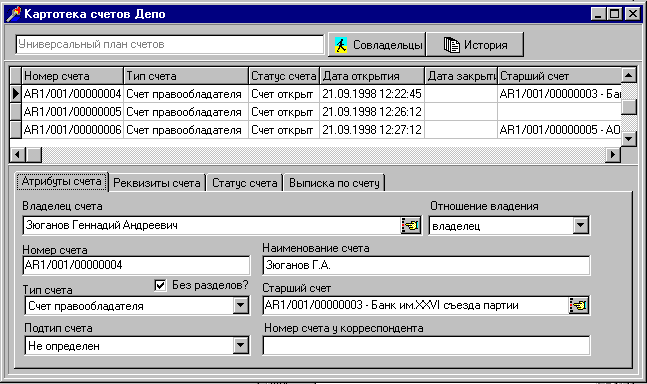 Картотека счетов Депо
Универсальный план счетов
Совладельцы
История
Номер счета Тип счета Статус счета Дата открытия Дата закрыти Старший счет
AR1/001/00000004 Счет правообладателя Счет открыт 21.09.1998 12:22:45 AR1/001/00000003 - Бан
AR1/001/00000005 Счет правообладателя Счет открыт 21.09.1998 12:26:12
AR1/001/00000006 Счет правообладателя Счет открыт 21.09.1998 12:27:12 AR1/001/00000005 - АО
Атрибуты счета Реквизиты счета Статус счета Выписка по счету
Владелец счета Отношение владения
Зюганов Геннадий Андреевич владелец
Номер счета Наименование счета
AR1/001/00000004 Зюганов Г.А.
Тип счета Без разделов? Старший счет
Счет правообладателя AR1/001/00000003 - Банк им.XXVI съезда партии
Подтип счета Номер счета у корреспондента
Не определен